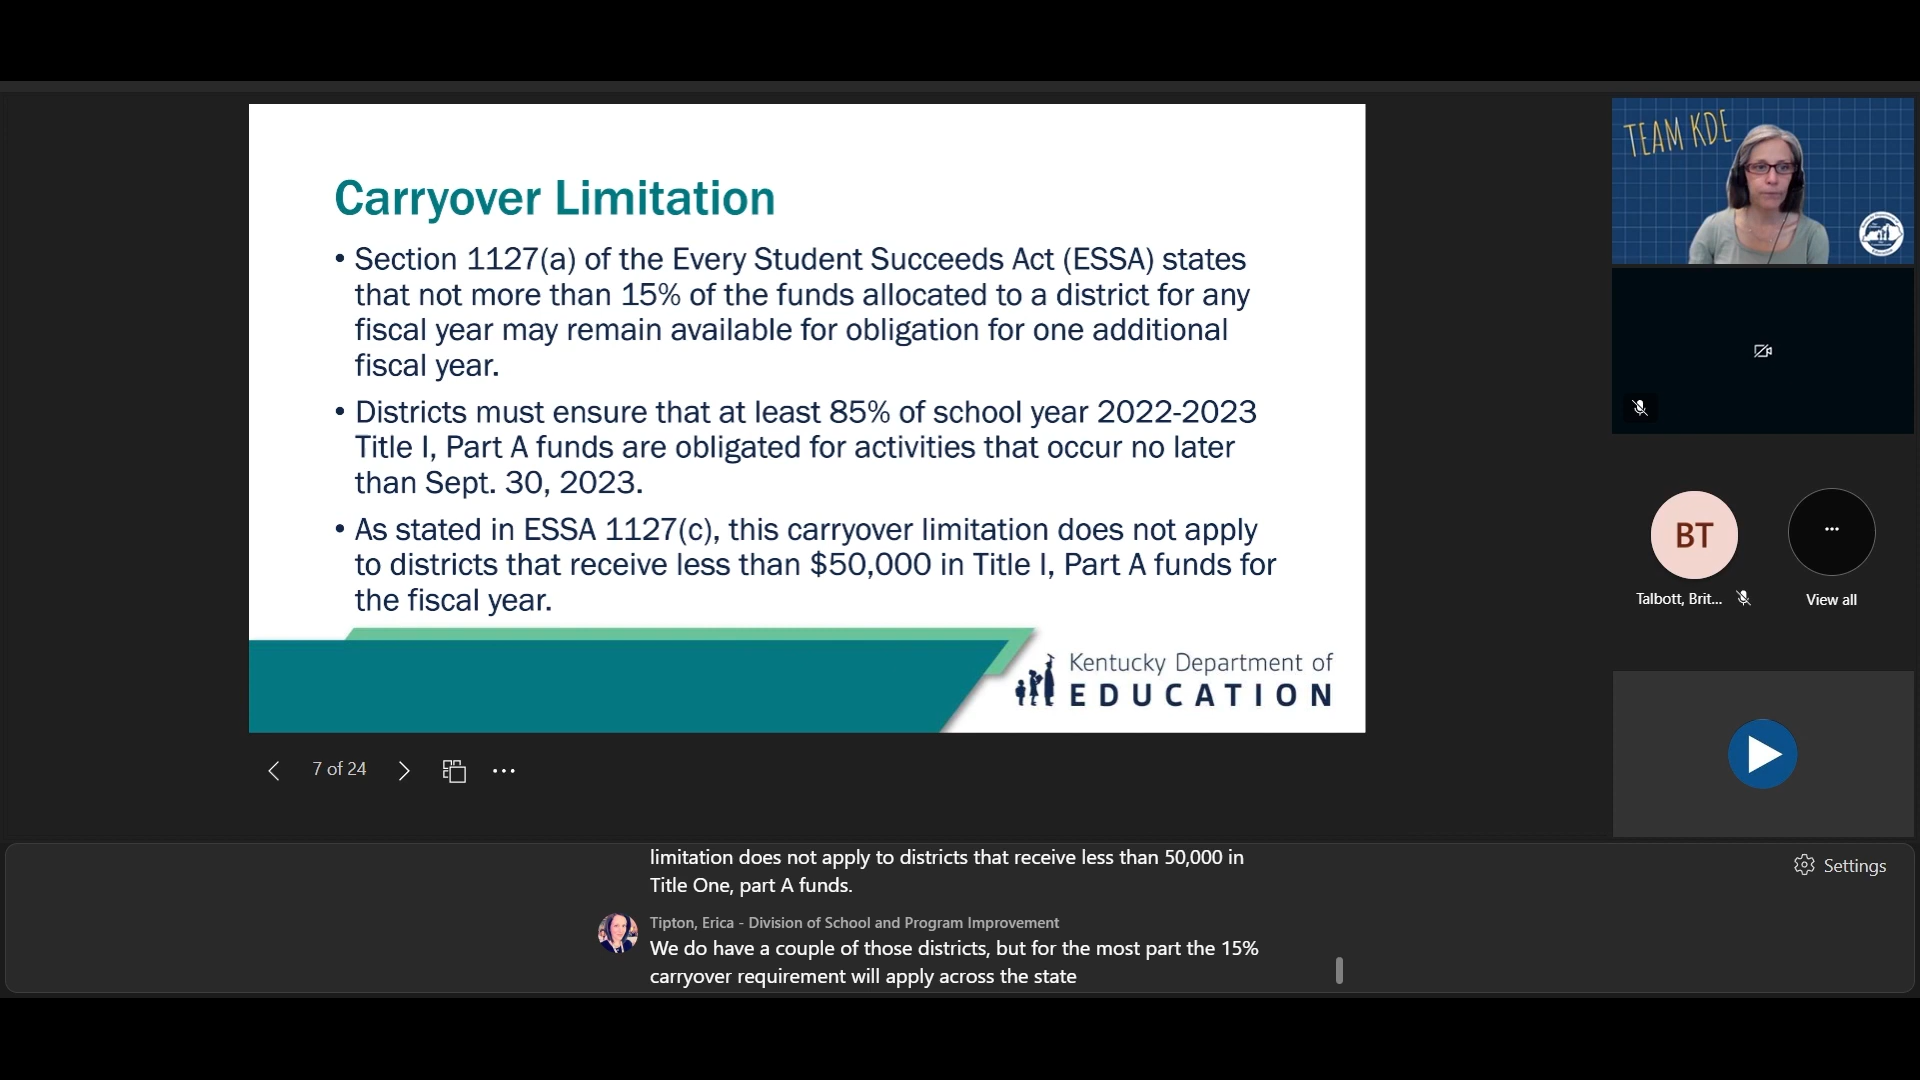 TEAM KDE
Carryover Limitation
• Section 1127(a) of the Every Student Succeeds Act (ESSA) states
that not more than 15% of the funds allocated to a district for any
fiscal year may remain available for obligation for one additional
fiscal year.
• Districts must ensure that at least 85% of school year 2022-2023
Title I, Part A funds are obligated for activities that occur no later
than Sept. 30, 2023.
• As stated in ESSA 1127(c), this carryover limitation does not apply
to districts that receive less than $50,000 in Title I, Part A funds for
the fiscal year.
Kentucky Department of
EDUCATION
BT
Talbott, Brit...
View all
7 of 24
limitation does not apply to districts that receive less than 50,000 in
Title One, part A funds.
Settings
Tipton, Erica - Division of School and Program Improvement
We do have a couple of those districts, but for the most part the 15%
carryover requirement will apply across the state